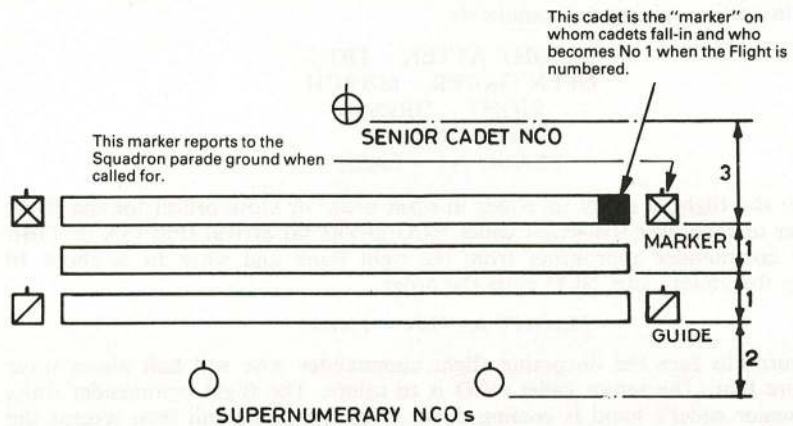 This cadet is the "marker" on
whom cadets fall-in and who
becomes No 1 when the Flight is
numbered.
This marker reports to the
Squadron parade ground when
called for.
SENIOR CADET NCO
3
MARKER
1
1
GUIDE
2
SUPERNUMERARY NCOs